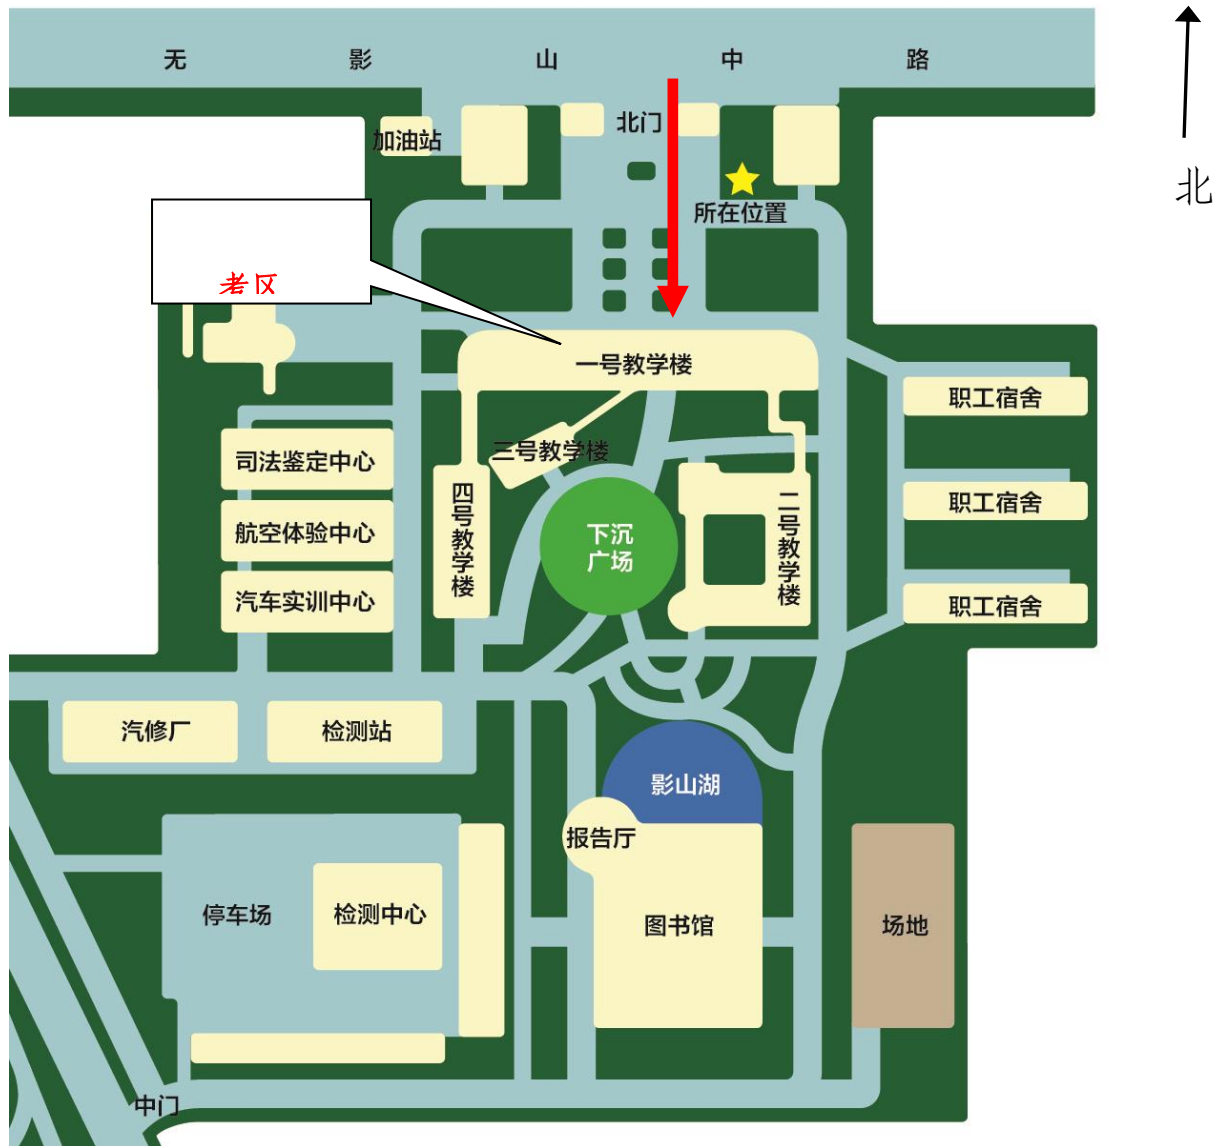 无影山中路
北
北门
加油站
所在位置
考区
一号教学楼
职工宿舍
三号教学楼
司法鉴定中心
四号教学楼
二号教学楼
职工宿舍
下沉
广场
航空体验中心
汽车实训中心
职工宿舍
汽修厂
检测站
影山湖
报告厅
停车场
检测中心
图书馆
场地
中门